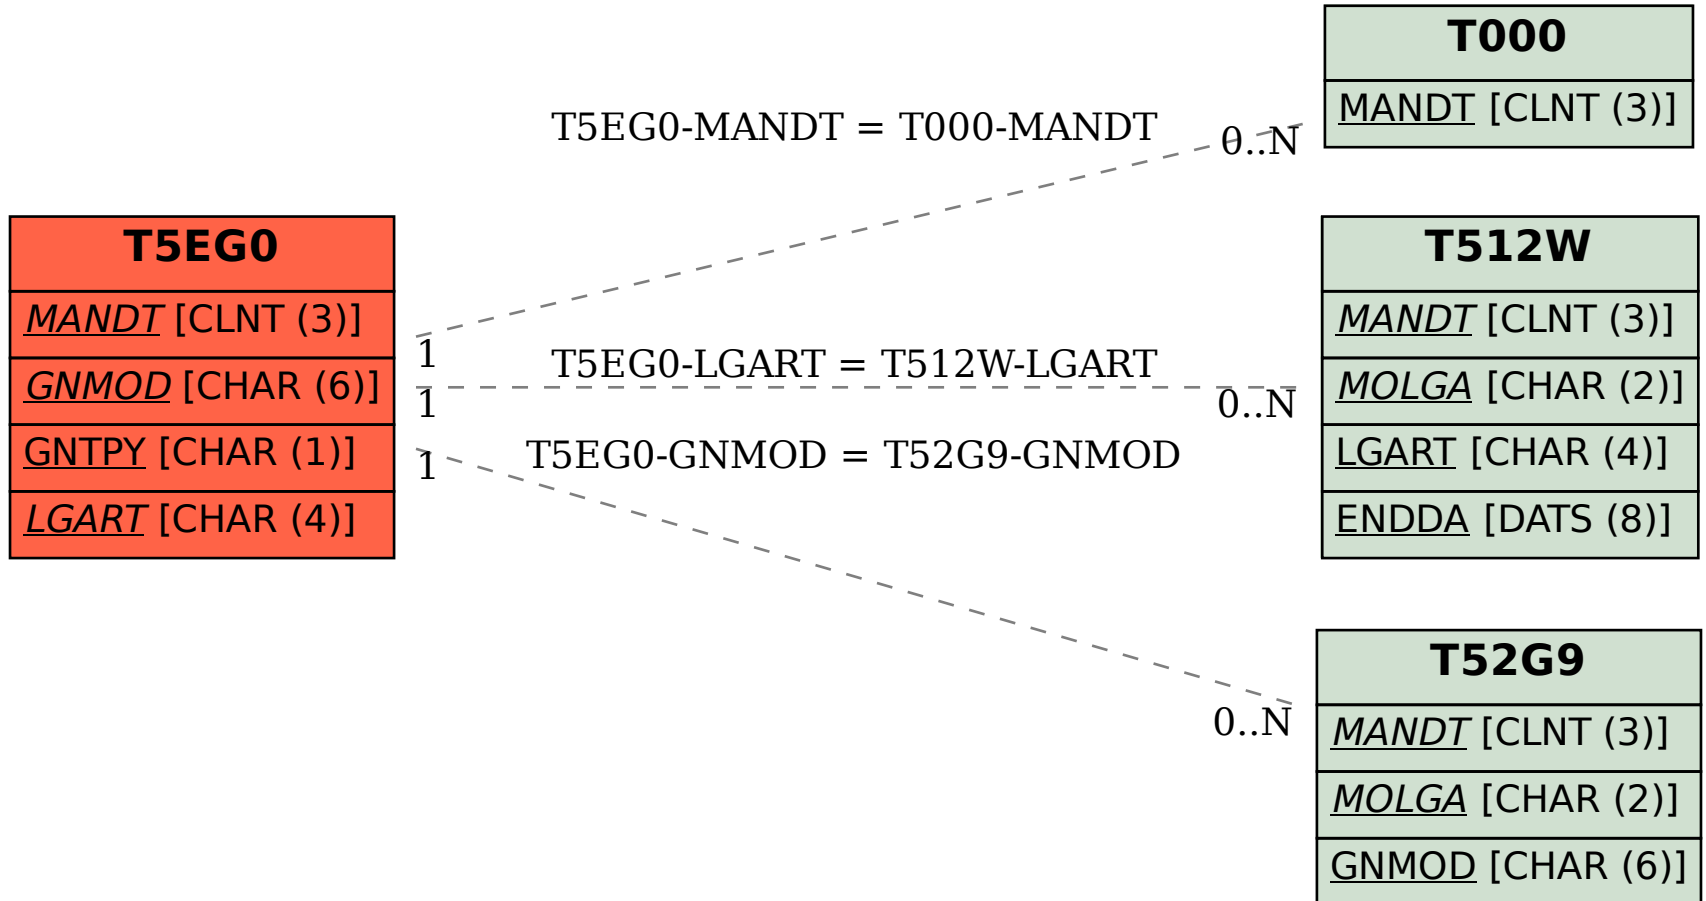 T000
MANDT [CLNT (3)]
T5EG0-MANDT = T000-MANDT
0..N
T5EG0
MANDT [CLNT (3)]
GNMOD [CHAR (6)]
GNTPY [CHAR (1)]
LGART [CHAR (4)]
1
T5EG0-LGART = T512W-LGART
1
0..N
T5EG0-GNMOD = T52G9-GNMOD
1
0..N
T512W
MANDT [CLNT (3)]
MOLGA [CHAR (2)]
LGART [CHAR (4)]
ENDDA [DATS (8)]
T52G9
MANDT [CLNT (3)]
MOLGA [CHAR (2)]
GNMOD [CHAR (6)]